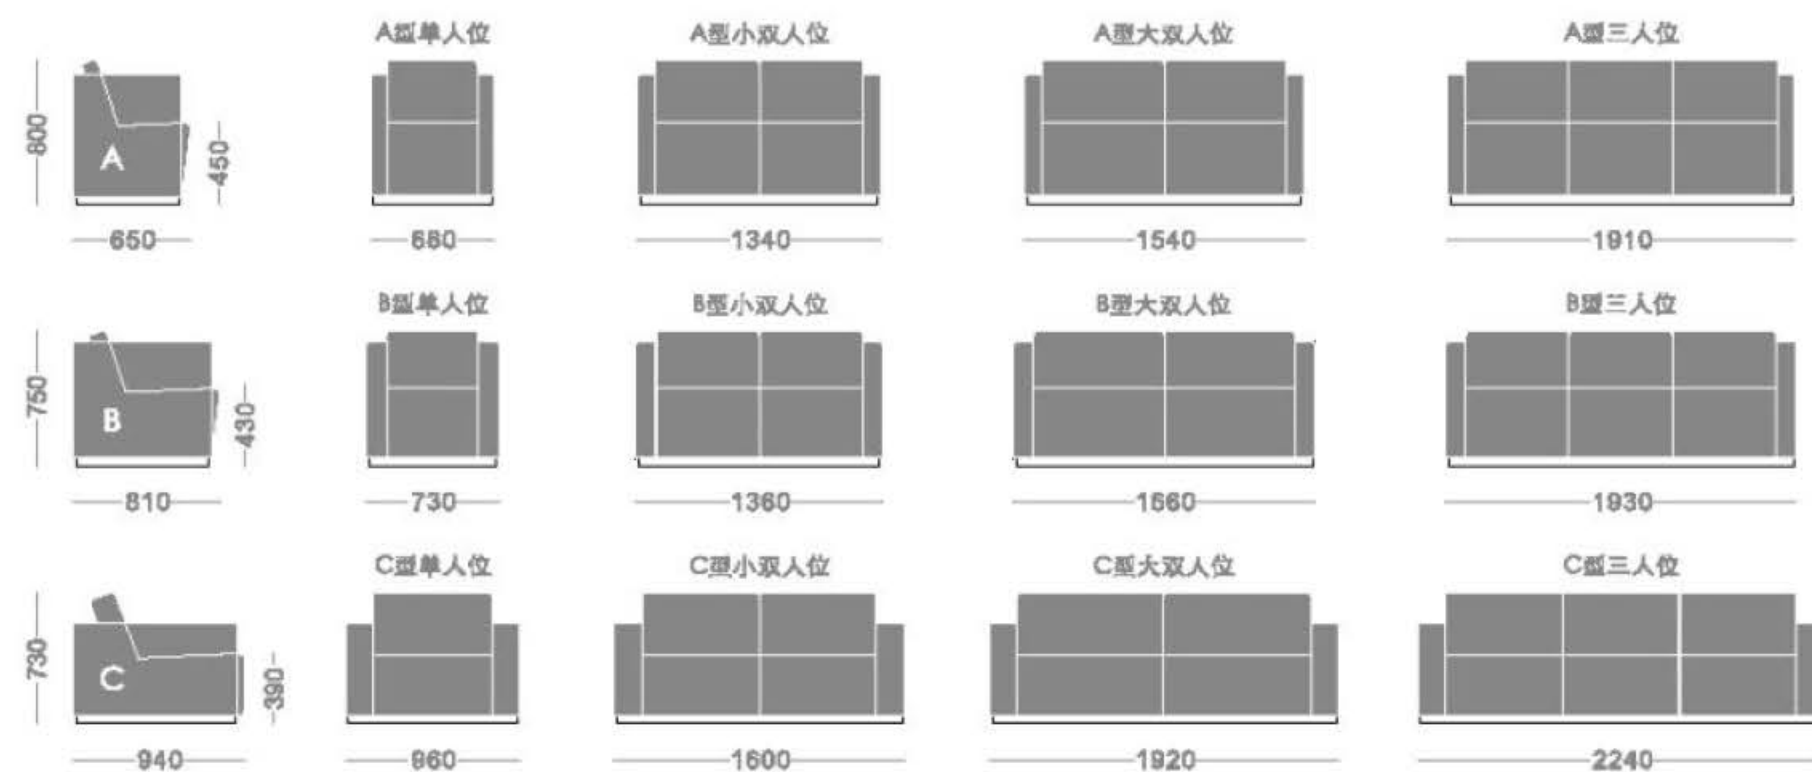 A型单人位 A型小双人位 A型大双人位 A型三人位
800 A 450
650 680 1340 1540 1910
B型单人位 B型小双人位 B型大双人位 B型三人位
750 B 430
810 730 1360 1660 1930
C型单人位 C型小双人位 C型大双人位 C型三人位
730 C 390
940 960 1600 1920 2240